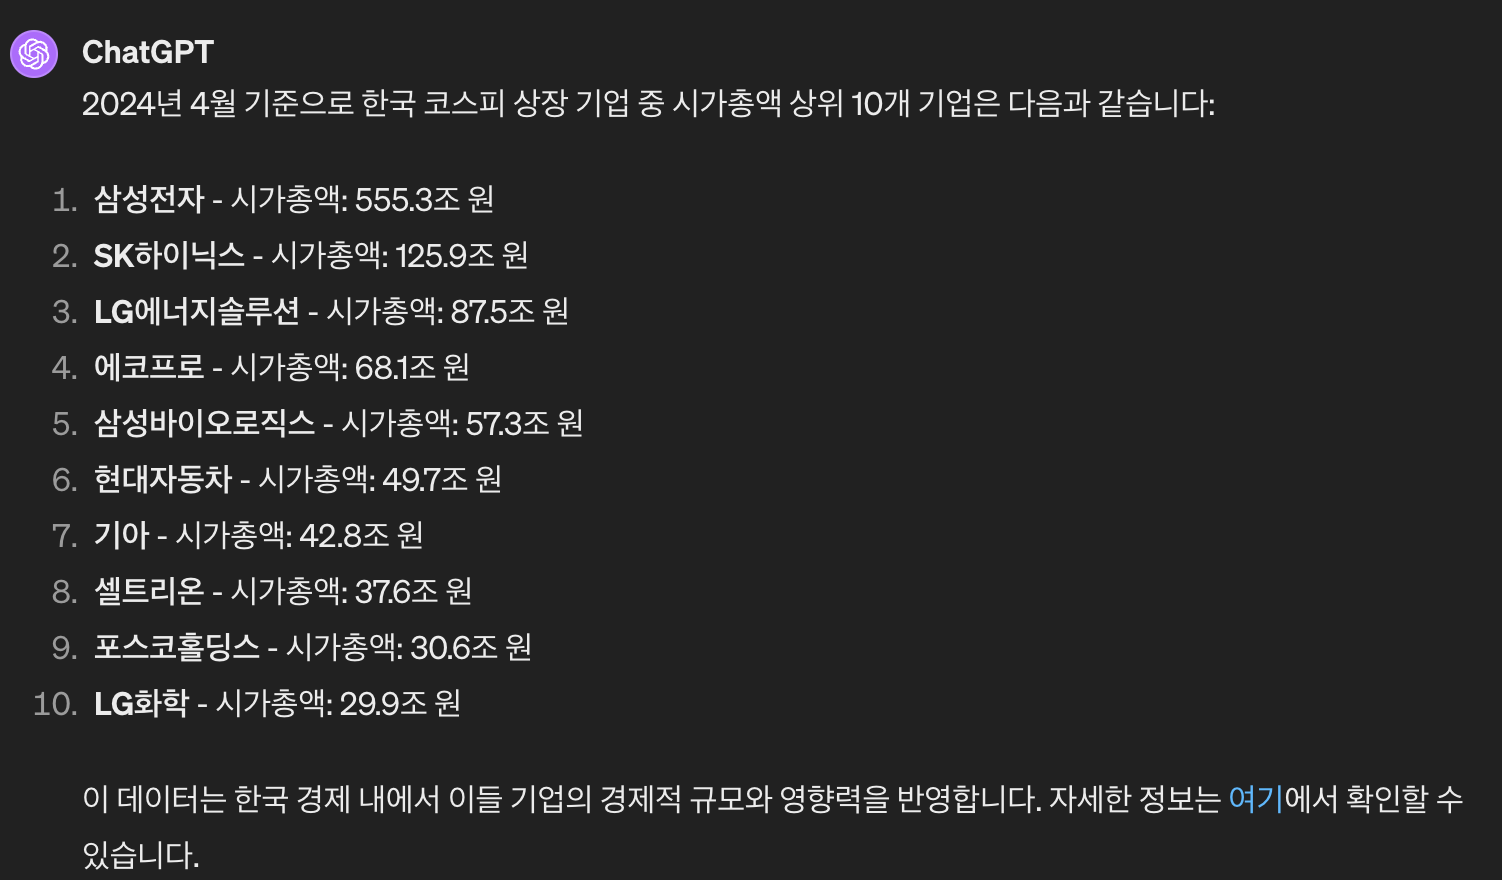 ChatGPT
2024년 4월 기준으로 한국 코스피 상장 기업 중 시가총액 상위 10개 기업은 다음과 같습니다:
1. 삼성전자 - 시가총액: 555.3조 원
2. SK하이닉스 - 시가총액: 125.9조 원
3. LG에너지솔루션 - 시가총액: 87.5조 원
4. 에코프로 - 시가총액: 68.1조 원
5. 삼성바이오로직스 - 시가총액: 57.3조 원
6. 현대자동차 - 시가총액: 49.7조 원
7. 기아 - 시가총액: 42.8조 원
8. 셀트리온 - 시가총액: 37.6조 원
9. 포스코홀딩스 - 시가총액: 30.6조 원
10. LG화학 - 시가총액: 29.9조 원
이 데이터는 한국 경제 내에서 이들 기업의 경제적 규모와 영향력을 반영합니다. 자세한 정보는 여기에서 확인할 수
있습니다.